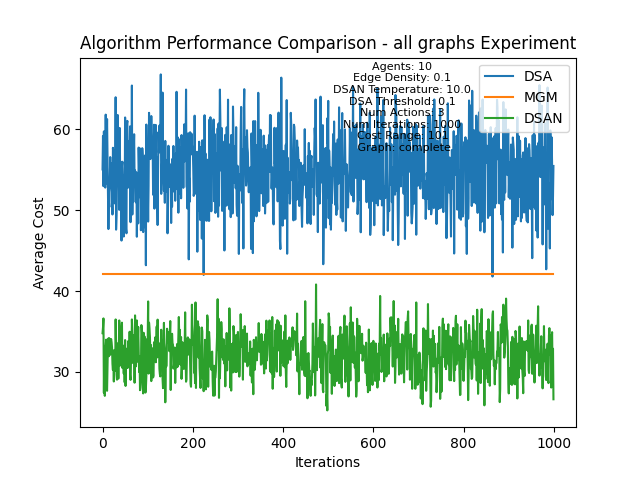 Algorithm Performance Comparison - all graphs Experiment
Agents: 10
Edge Density: 0.1
DSAN Temperature: 10.0
DSA Threshold: 0.1
Num Actions: 3
Num Iterations: 1000
Cost Range: 101
Graph: complete
DSA
MGM
DSAN
Average Cost
60
50
40
30
0
200
400
600
800
1000
Iterations